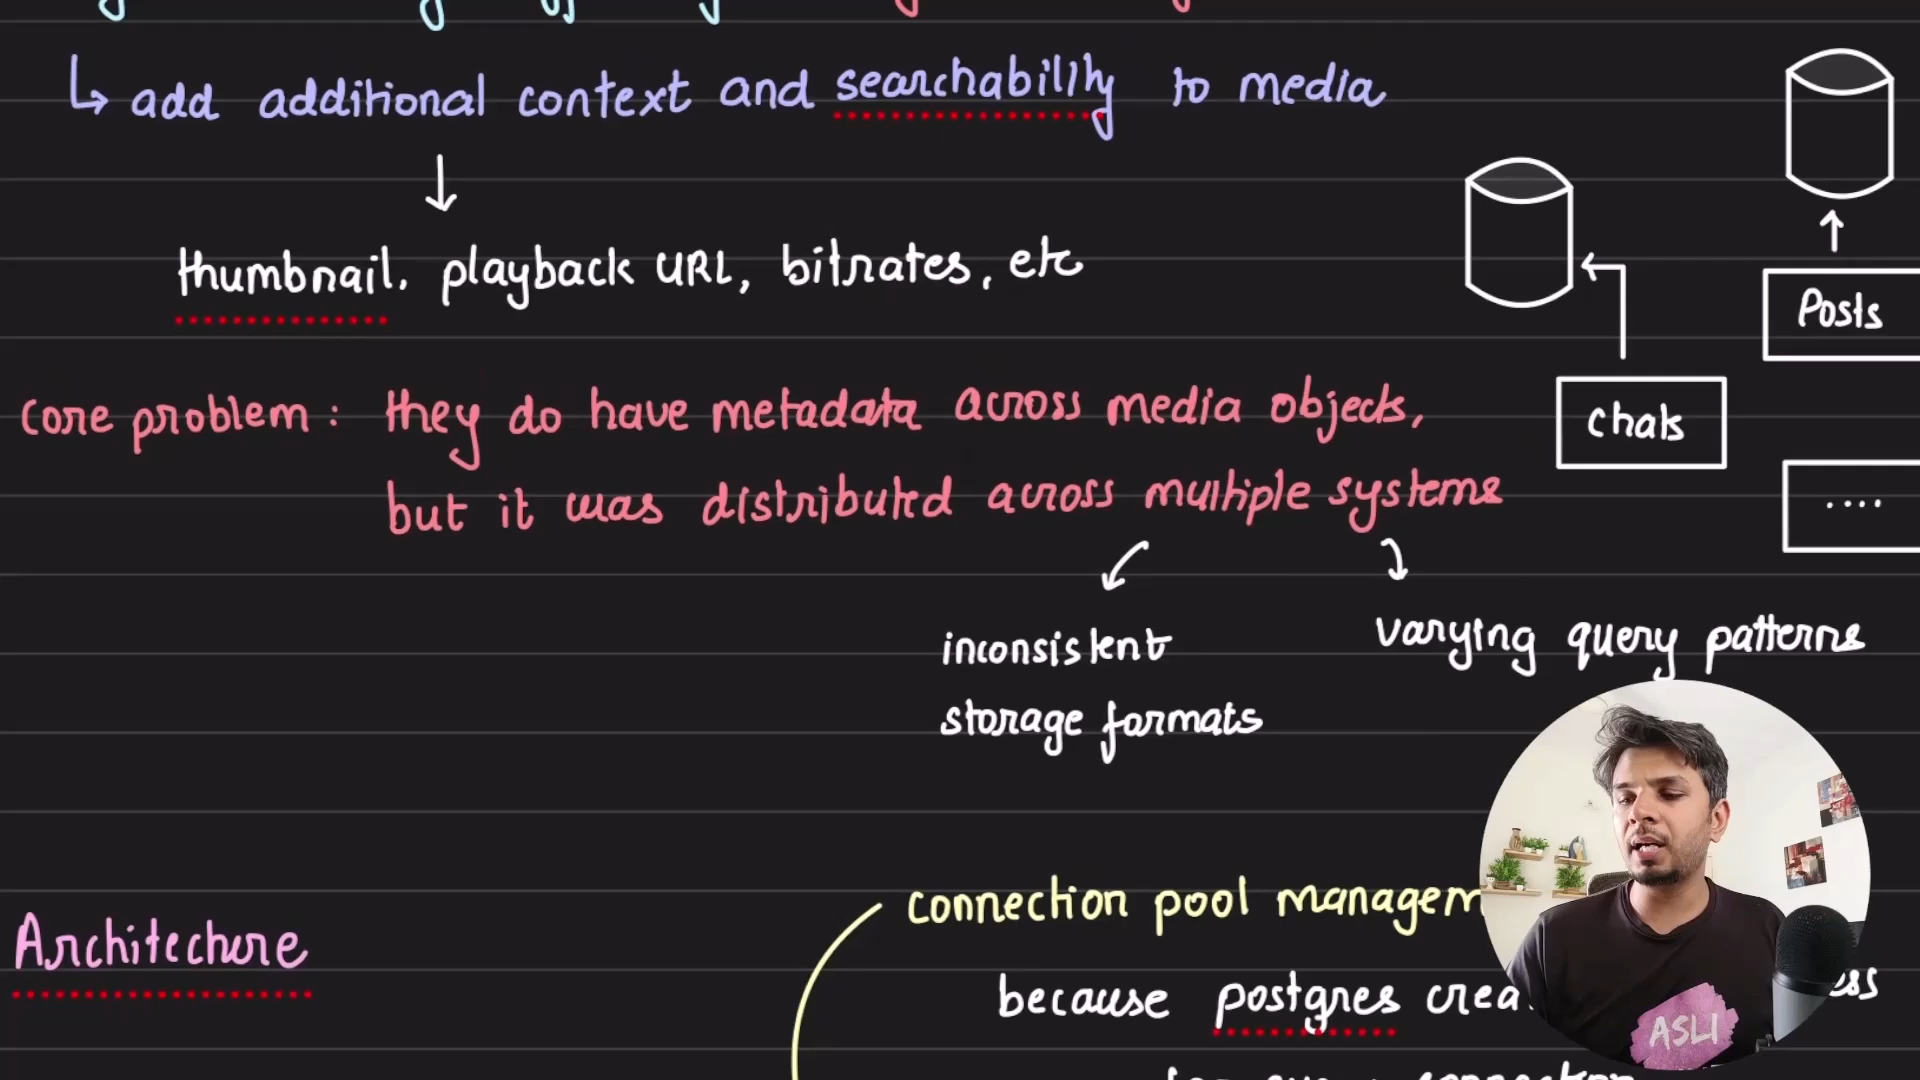 ↳ add additional context and searchability to media
thumbnail, playback URL, bitrates, etc
Posts
core problem: they do have metadata across media objects,
chats
but it was distributed across multiple systems
....
inconsistent
storage formats
varying query patterns
Architecture
connection pool
because postgres
ASLI